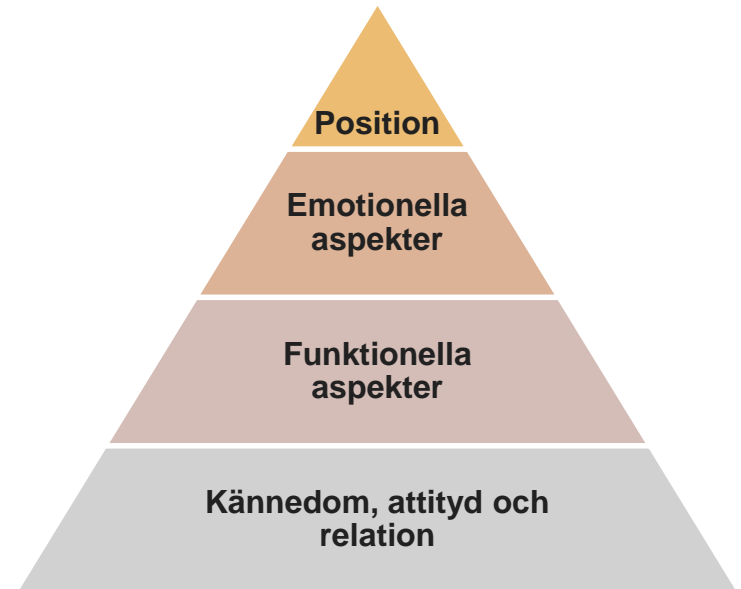 Position
Emotionella
aspekter
Funktionella
aspekter
Kännedom, attityd och
relation